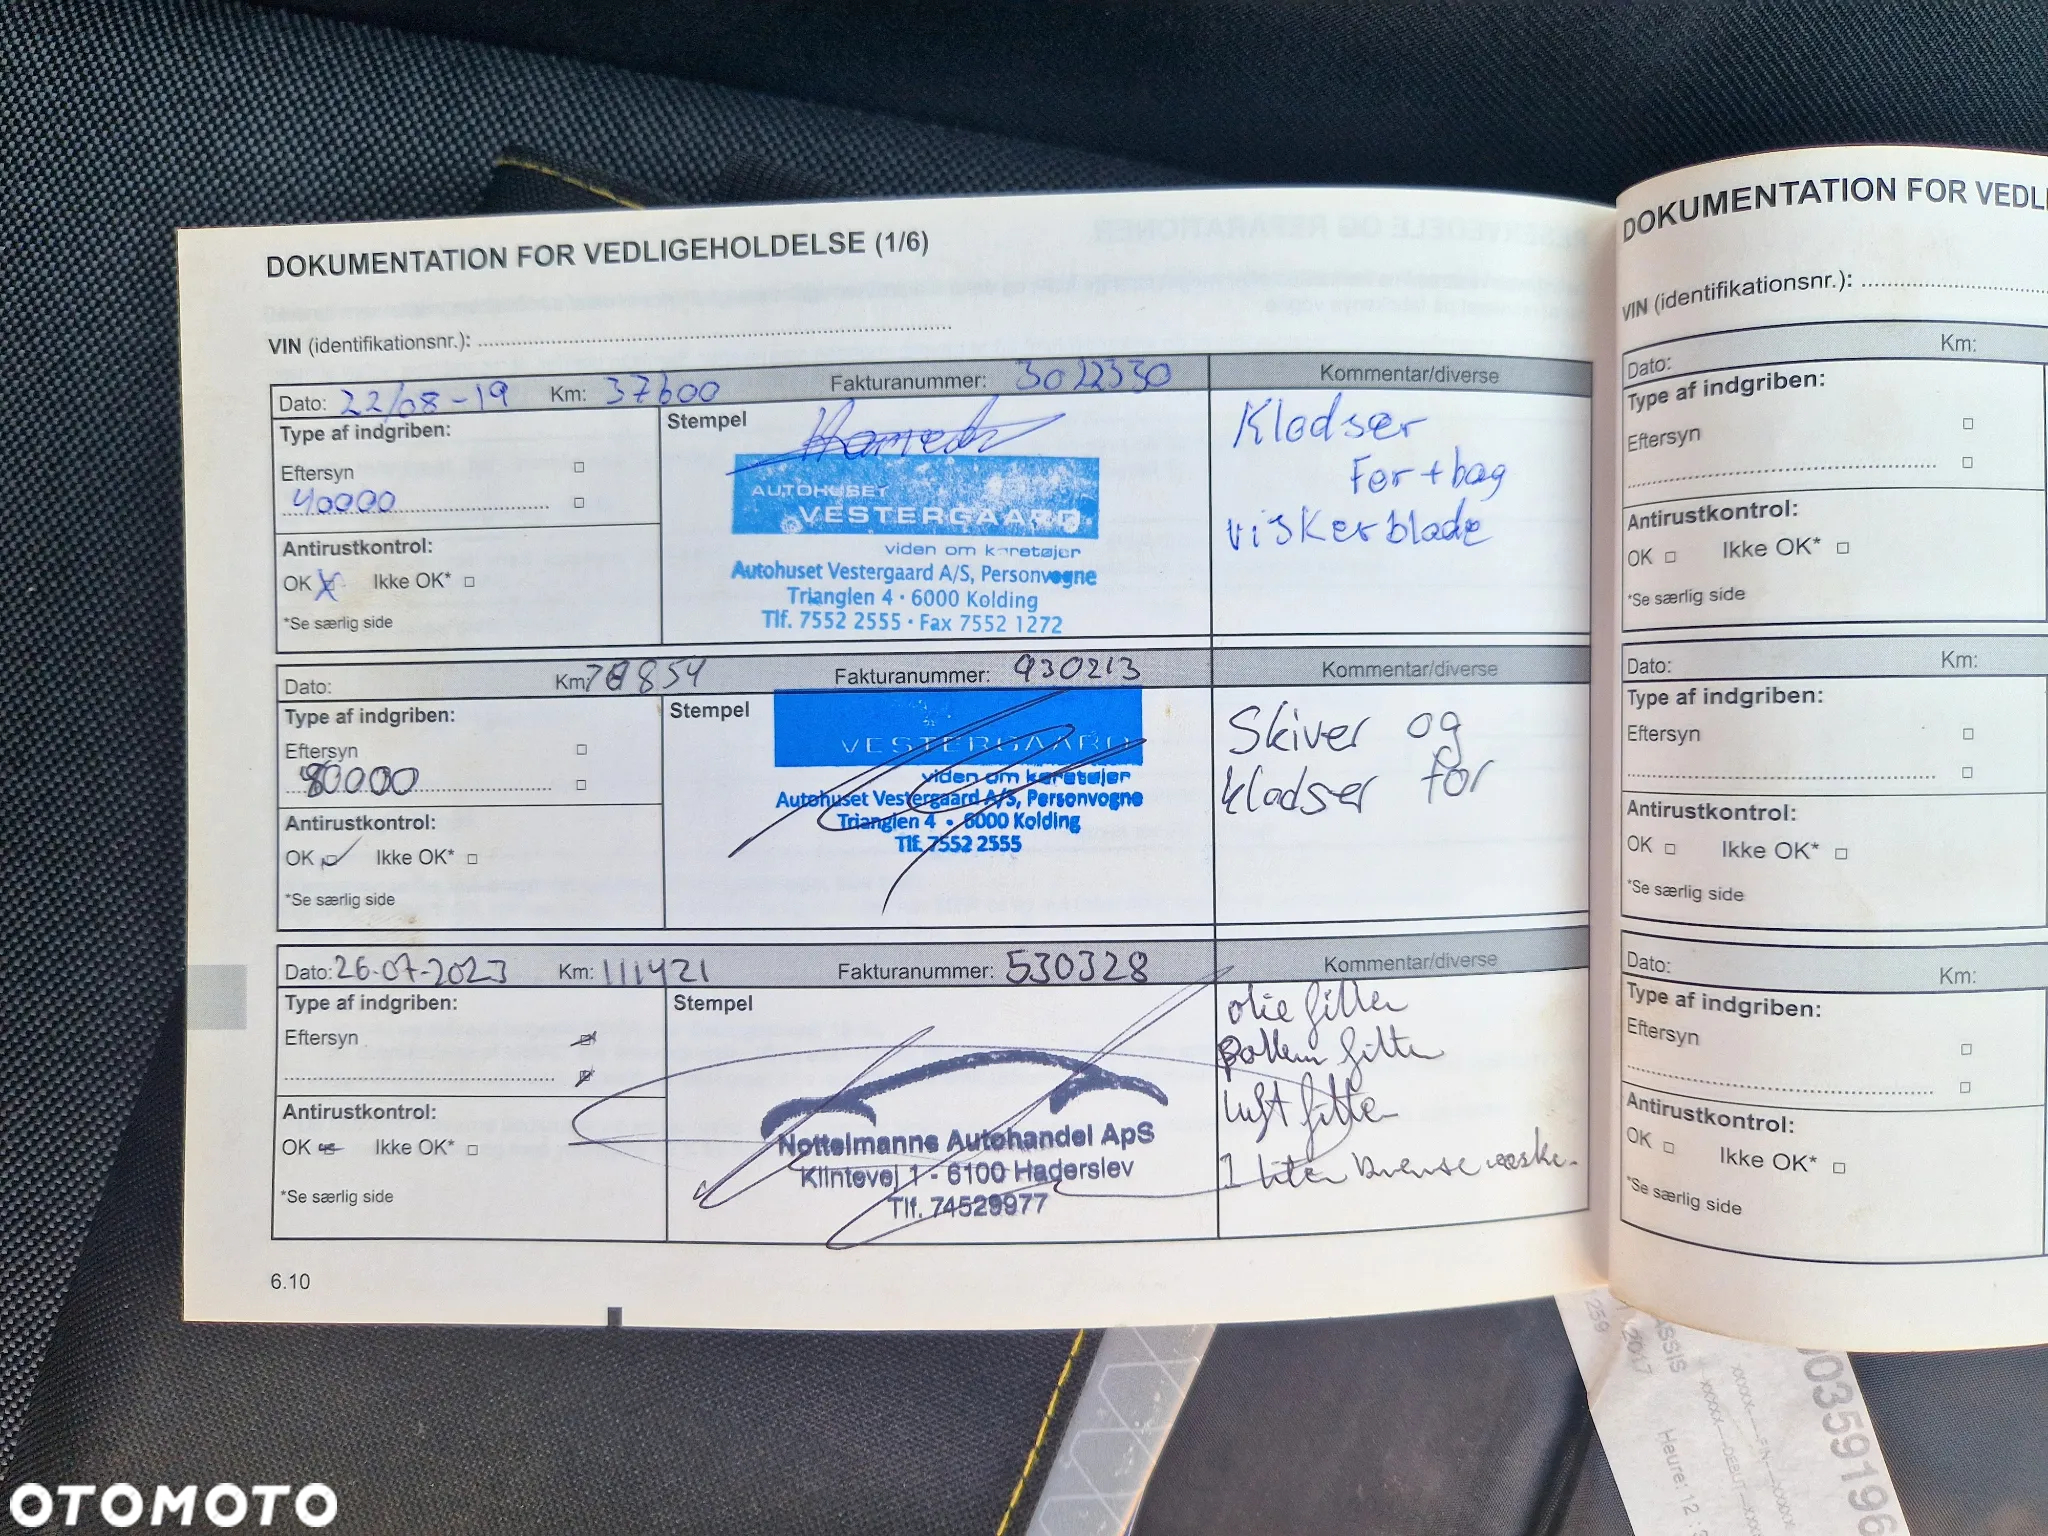 DOKUMENTATION FOR VEDLIGEHOLDELSE (1/6)
VIN (identifikationsnr.):
Dato: 22/08-19 Km: 37600 Fakturanummer: 3022330 Kommentar/diverse
Type af indgriben:
Eftersyn
40000
Antirustkontrol:
OK Ikke OK*
*Se særlig side
Stempel
AUTOHUSET
VESTERGAARD
viden om køretøjer
Autohuset Vestergaard A/S, Personvogne
Trianglen 4 · 6000 Kolding
Tlf. 7552 2555 · Fax 7552 1272
Klodser
For + bag
viskerblade
Dato: Km: 78854 Fakturanummer: 930213 Kommentar/diverse
Type af indgriben:
Eftersyn
80000
Antirustkontrol:
OK Ikke OK*
*Se særlig side
Stempel
VESTERGAARD
viden om køretøjer
Autohuset Vestergaard A/S, Personvogne
Trianglen 4 · 6000 Kolding
Tlf. 7552 2555
Skiver og
klodser for
Dato: 26-07-2023 Km: 111421 Fakturanummer: 530328 Kommentar/diverse
Type af indgriben:
Eftersyn
Antirustkontrol:
OK Ikke OK*
*Se særlig side
Stempel
Nottelmanns Autohandel ApS
Klintevej 1 - 6100 Haderslev
Tlf. 74529977
olie filter
pollen filter
luft filter
1 liter bremsevæske.
6.10
DOKUMENTATION FOR VEDL
VIN (identifikationsnr.):
Dato: Km:
Type af indgriben:
Eftersyn
Antirustkontrol:
OK Ikke OK*
*Se særlig side
Dato: Km:
Type af indgriben:
Eftersyn
Antirustkontrol:
OK Ikke OK*
*Se særlig side
Dato: Km:
Type af indgriben:
Eftersyn
Antirustkontrol:
OK Ikke OK*
*Se særlig side
259
2017
ASSIS
Heure: 12
0359196
OTOMOTO